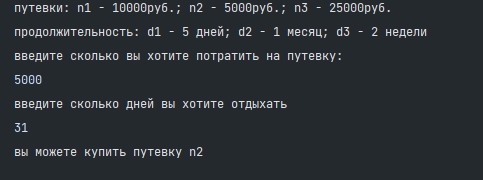 путевки: n1 - 10000руб.; n2 - 5000руб.; n3 - 25000руб.
продолжительность: d1 - 5 дней; d2 - 1 месяц; d3 - 2 недели
введите сколько вы хотите потратить на путевку:
5000
введите сколько дней вы хотите отдыхать
31
вы можете купить путевку n2